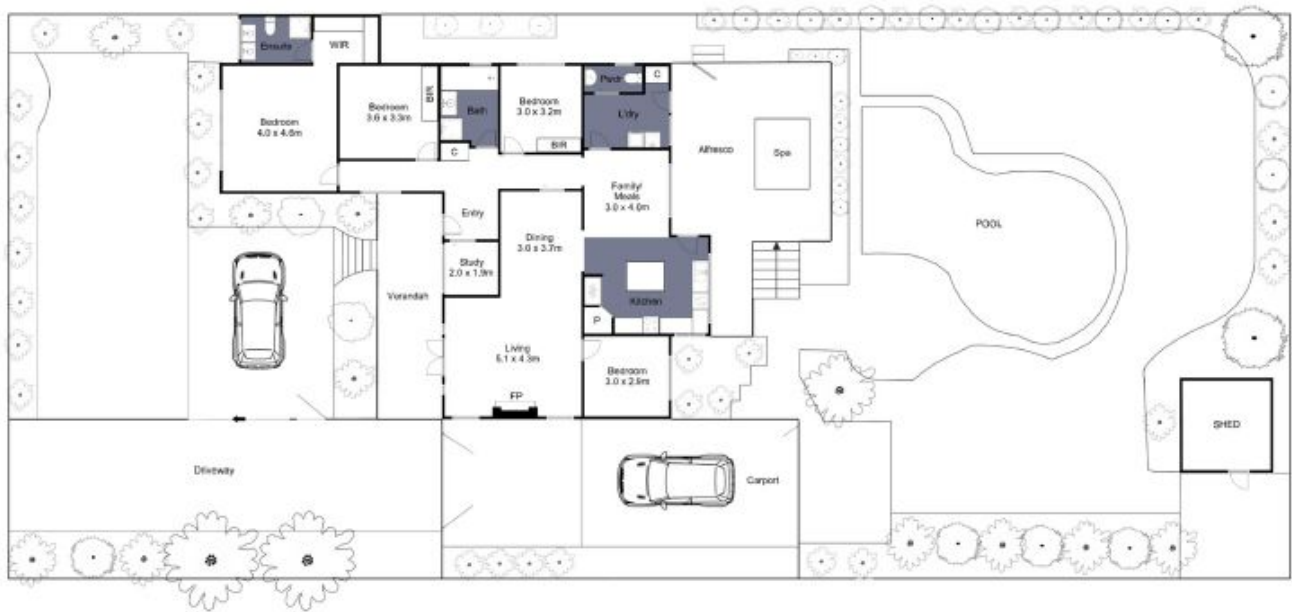 Ensuite
WIR
Bedroom
4.0 x 4.6m
Bedroom
3.6 x 3.3m
BIR
Bath
C
Bedroom
3.0 x 3.2m
BIR
Pwdr
C
L'dry
Alfresco
Spa
Family/
Meals
3.0 x 4.0m
Entry
Dining
3.0 x 3.7m
Study
2.0 x 1.9m
Verandah
Kitchen
P
POOL
Living
5.1 x 4.3m
FP
Bedroom
3.0 x 2.9m
SHED
Driveway
Carport